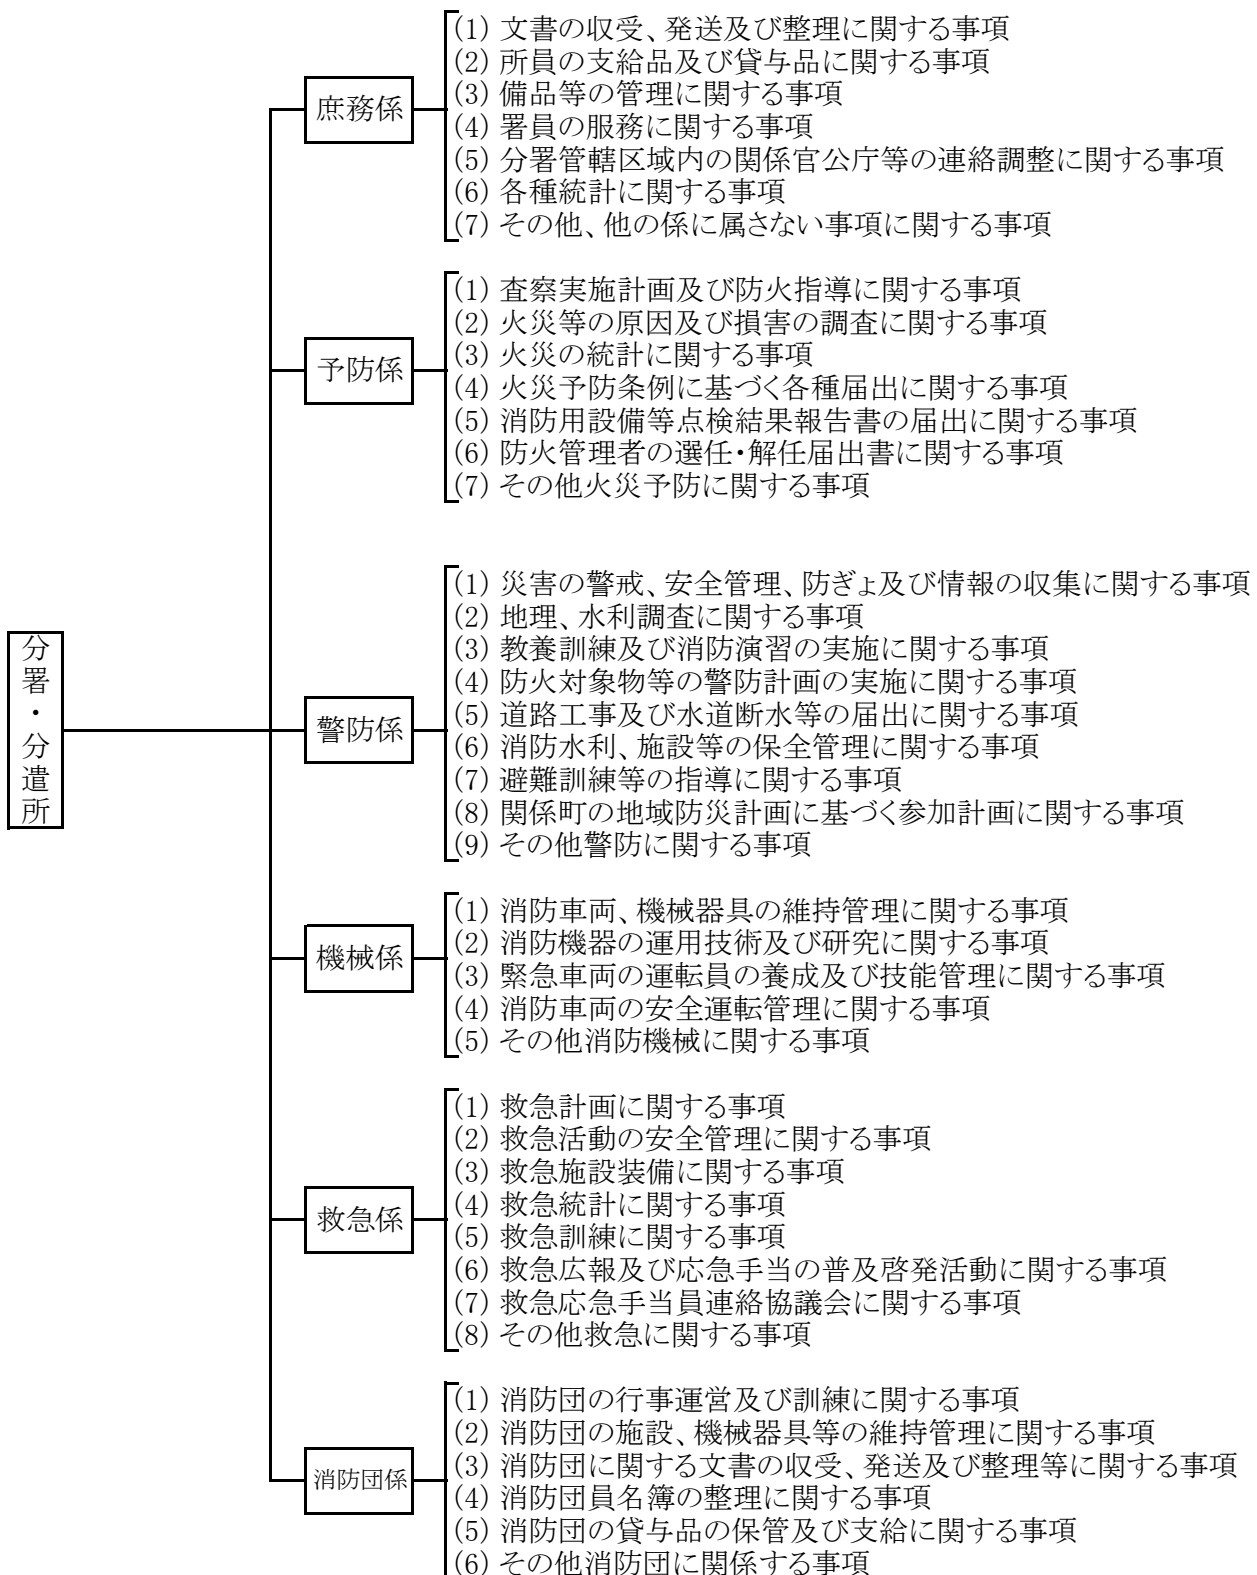 分署・分遣所
庶務係
(1) 文書の収受、発送及び整理に関する事項
(2) 所員の支給品及び貸与品に関する事項
(3) 備品等の管理に関する事項
(4) 署員の服務に関する事項
(5) 分署管轄区域内の関係官公庁等の連絡調整に関する事項
(6) 各種統計に関する事項
(7) その他、他の係に属さない事項に関する事項
予防係
(1) 査察実施計画及び防火指導に関する事項
(2) 火災等の原因及び損害の調査に関する事項
(3) 火災の統計に関する事項
(4) 火災予防条例に基づく各種届出に関する事項
(5) 消防用設備等点検結果報告書の届出に関する事項
(6) 防火管理者の選任・解任届出書に関する事項
(7) その他火災予防に関する事項
警防係
(1) 災害の警戒、安全管理、防ぎょ及び情報の収集に関する事項
(2) 地理、水利調査に関する事項
(3) 教養訓練及び消防演習の実施に関する事項
(4) 防火対象物等の警防計画の実施に関する事項
(5) 道路工事及び水道断水等の届出に関する事項
(6) 消防水利、施設等の保全管理に関する事項
(7) 避難訓練等の指導に関する事項
(8) 関係町の地域防災計画に基づく参加計画に関する事項
(9) その他警防に関する事項
機械係
(1) 消防車両、機械器具の維持管理に関する事項
(2) 消防機器の運用技術及び研究に関する事項
(3) 緊急車両の運転員の養成及び技能管理に関する事項
(4) 消防車両の安全運転管理に関する事項
(5) その他消防機械に関する事項
救急係
(1) 救急計画に関する事項
(2) 救急活動の安全管理に関する事項
(3) 救急施設装備に関する事項
(4) 救急統計に関する事項
(5) 救急訓練に関する事項
(6) 救急広報及び応急手当の普及啓発活動に関する事項
(7) 救急応急手当員連絡協議会に関する事項
(8) その他救急に関する事項
消防団係
(1) 消防団の行事運営及び訓練に関する事項
(2) 消防団の施設、機械器具等の維持管理に関する事項
(3) 消防団に関する文書の収受、発送及び整理等に関する事項
(4) 消防団員名簿の整理に関する事項
(5) 消防団の貸与品の保管及び支給に関する事項
(6) その他消防団に関係する事項